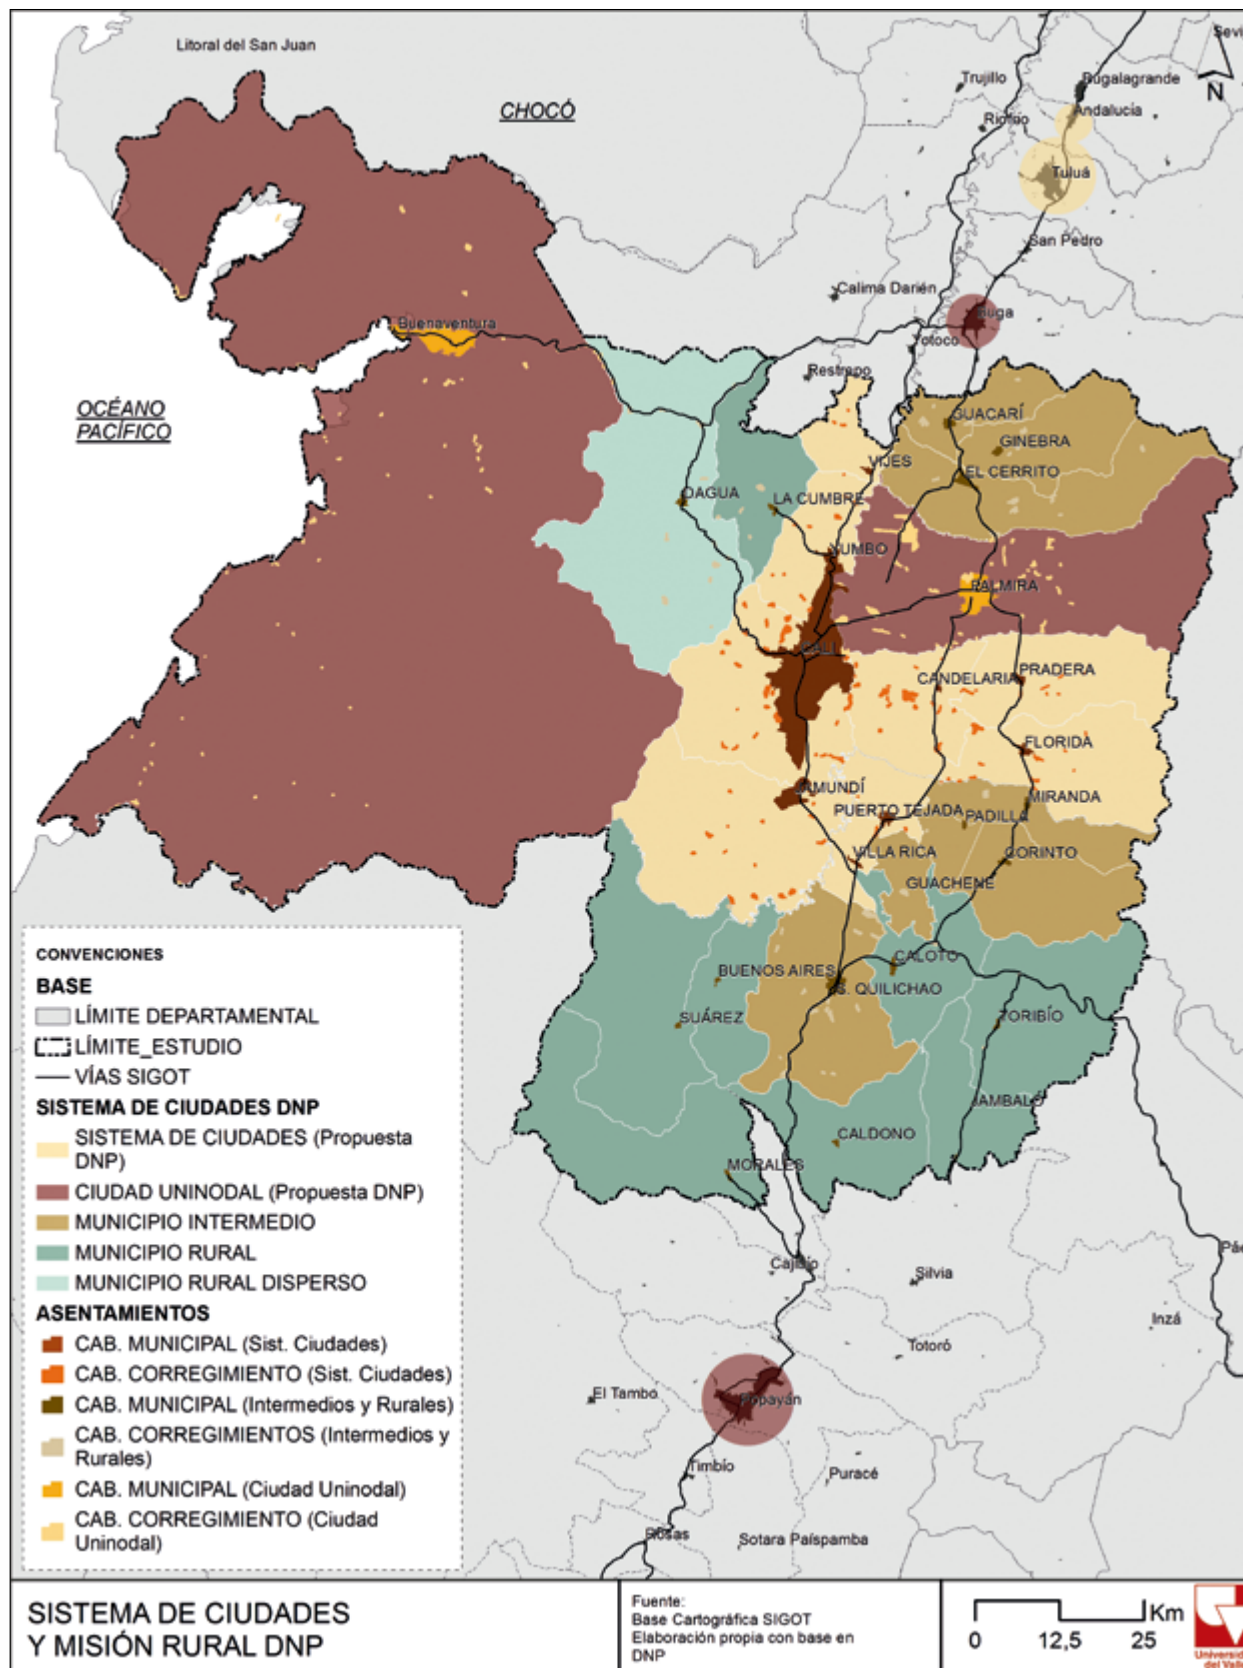 Litoral del San Juan
CHOCÓ
Trujillo
Bugalagrande
Andalucía
N
Tuluá
San Pedro
Calima Darién
Buga
Yotoco
Restrepo
Buenaventura
OCÉANO
PACÍFICO
GUACARÍ
GINEBRA
EL CERRITO
VIJES
DAGUA
LA CUMBRE
YUMBO
PALMIRA
CALI
CANDELARIA
PRADERA
FLORIDA
JAMUNDÍ
MIRANDA
PUERTO TEJADA
PADILLA
VILLA RICA
CORINTO
GUACHENE
BUENOS AIRES
CALOTO
S. QUILICHAO
SUÁREZ
TORIBÍO
JAMBALÓ
CALDONO
MORALES
Cajibío
Silvia
Inzá
Totoró
El Tambo
Popayán
Timbío
Puracé
Rosas
Sotara Paíspamba
CONVENCIONES
BASE
LÍMITE DEPARTAMENTAL
LÍMITE_ESTUDIO
VÍAS SIGOT
SISTEMA DE CIUDADES DNP
SISTEMA DE CIUDADES (Propuesta
DNP)
CIUDAD UNINODAL (Propuesta DNP)
MUNICIPIO INTERMEDIO
MUNICIPIO RURAL
MUNICIPIO RURAL DISPERSO
ASENTAMIENTOS
CAB. MUNICIPAL (Sist. Ciudades)
CAB. CORREGIMIENTO (Sist. Ciudades)
CAB. MUNICIPAL (Intermedios y Rurales)
CAB. CORREGIMIENTOS (Intermedios y
Rurales)
CAB. MUNICIPAL (Ciudad Uninodal)
CAB. CORREGIMIENTO (Ciudad
Uninodal)
SISTEMA DE CIUDADES
Y MISIÓN RURAL DNP
Fuente:
Base Cartográfica SIGOT
Elaboración propia con base en
DNP
Km
0 12,5 25